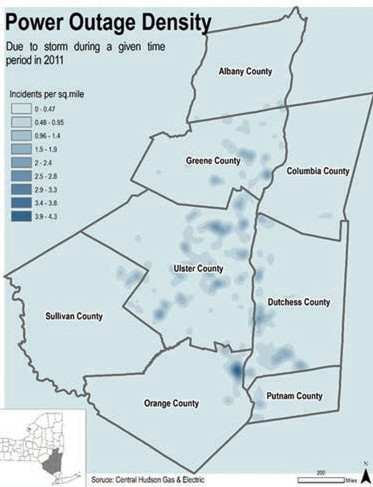 Power Outage Density
Due to storm during a given time
period in 2011
Incidents per sq.mile
0 - 0.47
0.48 - 0.95
0.96 - 1.4
1.5 - 1.9
2 - 2.4
2.5 - 2.8
2.9 - 3.3
3.4 - 3.8
3.9 - 4.3
Albany County
Greene County
Columbia County
Ulster County
Dutchess County
Sullivan County
Orange County
Putnam County
Soruce: Central Hudson Gas & Electric
200
Miles
N